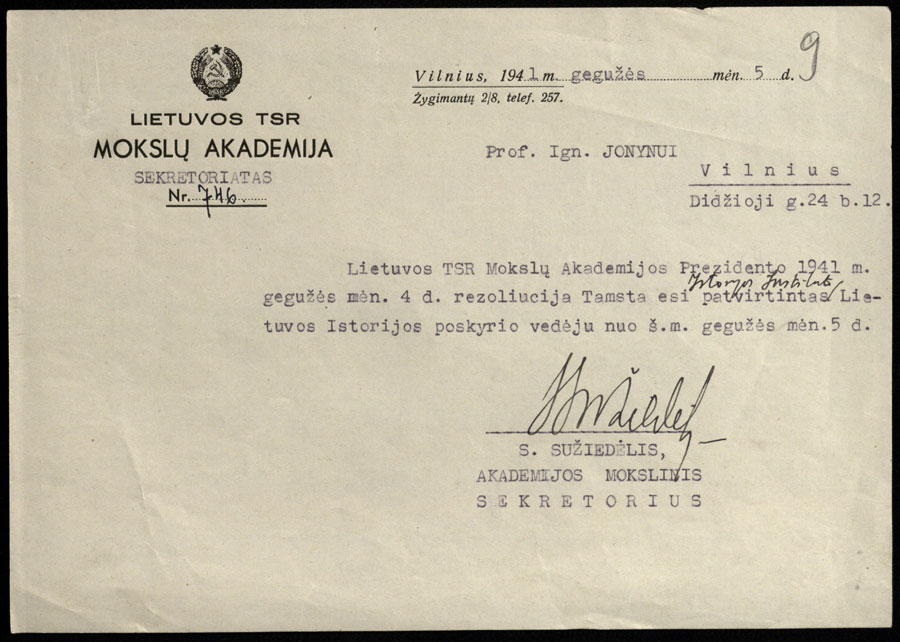 9
Vilnius, 1941 m. gegužės mėn. 5 d.
Žygimantų 2/8, telef. 257.
LIETUVOS TSR
MOKSLŲ AKADEMIJA
SEKRETORIATAS
Nr. 746.
Prof. Ign. JONYNUI
Vilnius
Didžioji g.24 b.12.
Lietuvos TSR Mokslų Akademijos Prezidento 1941 m.
Istorijos Instituto
gegužės mėn. 4 d. rezoliucija Tamsta esi patvirtintas Lie-
tuvos Istorijos poskyrio vedėju nuo š.m. gegužės mėn.5 d.
S. SUŽIEDĖLIS,
AKADEMIJOS MOKSLINIS
SEKRETORIUS